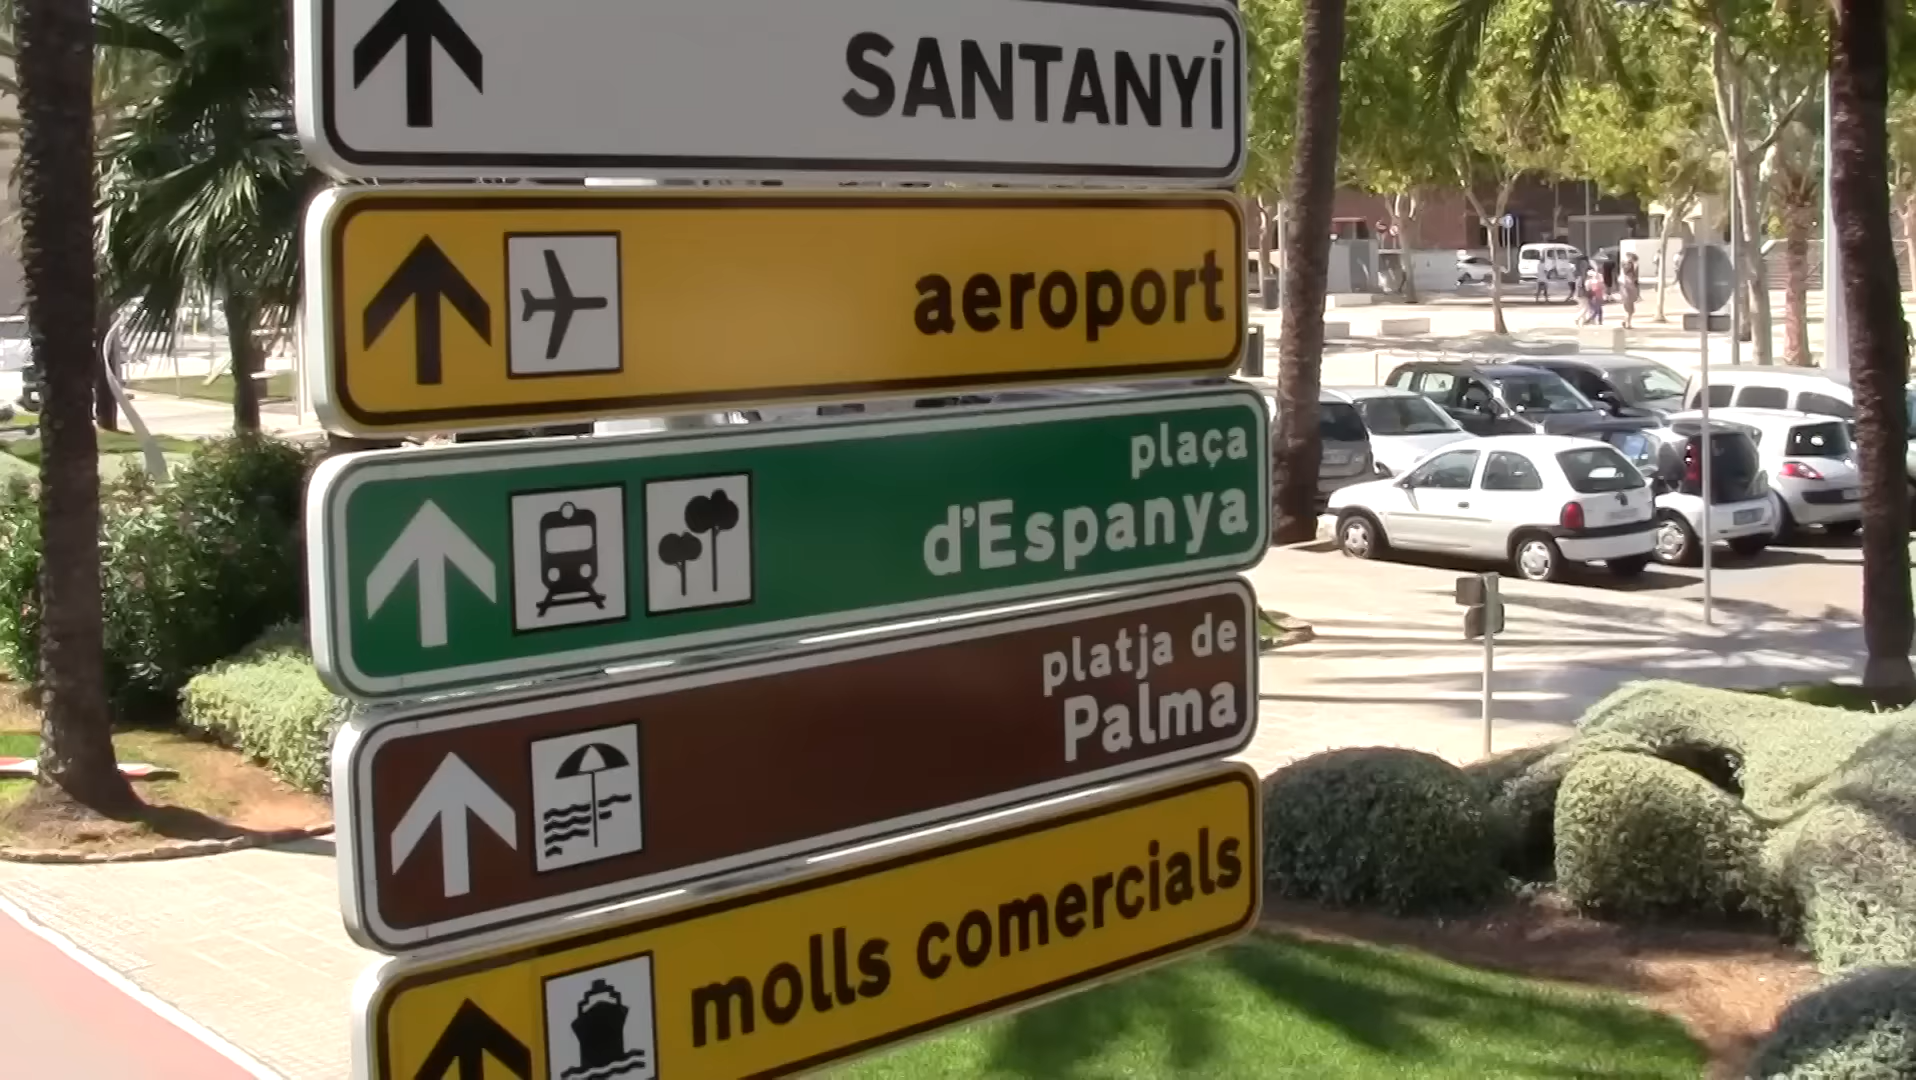 SANTANYÍ
aeroport
plaça
d'Espanya
platja de
Palma
molls comercials